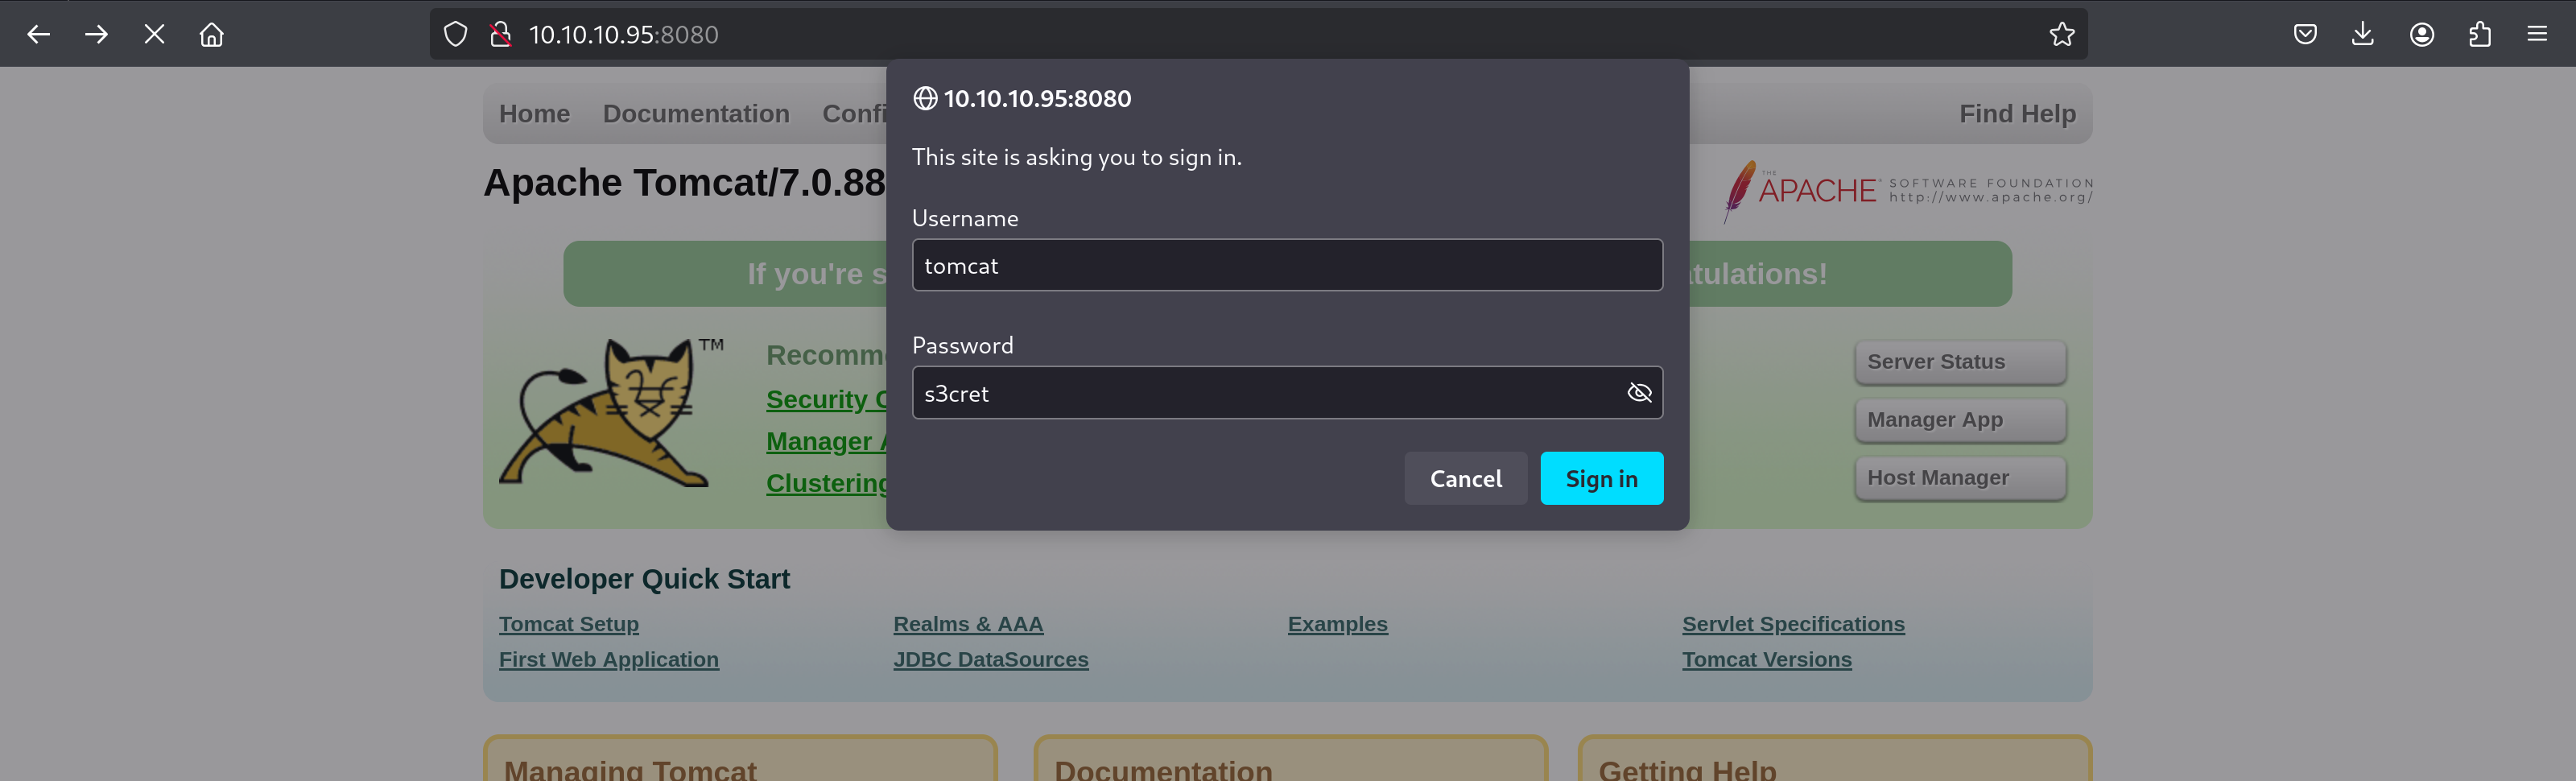 10.10.10.95:8080
10.10.10.95:8080
This site is asking you to sign in.
Username
tomcat
Password
s3cret
Cancel
Sign in
Home Documentation Confi
Find Help
Apache Tomcat/7.0.88
THE
APACHE
SOFTWARE FOUNDATION
http://www.apache.org/
If you're s
tulations!
TM
Recomm
Security
Manager
Clustering
Server Status
Manager App
Host Manager
Developer Quick Start
Tomcat Setup
Realms & AAA
Examples
Servlet Specifications
First Web Application
JDBC DataSources
Tomcat Versions
Managing Tomcat
Documentation
Getting Help